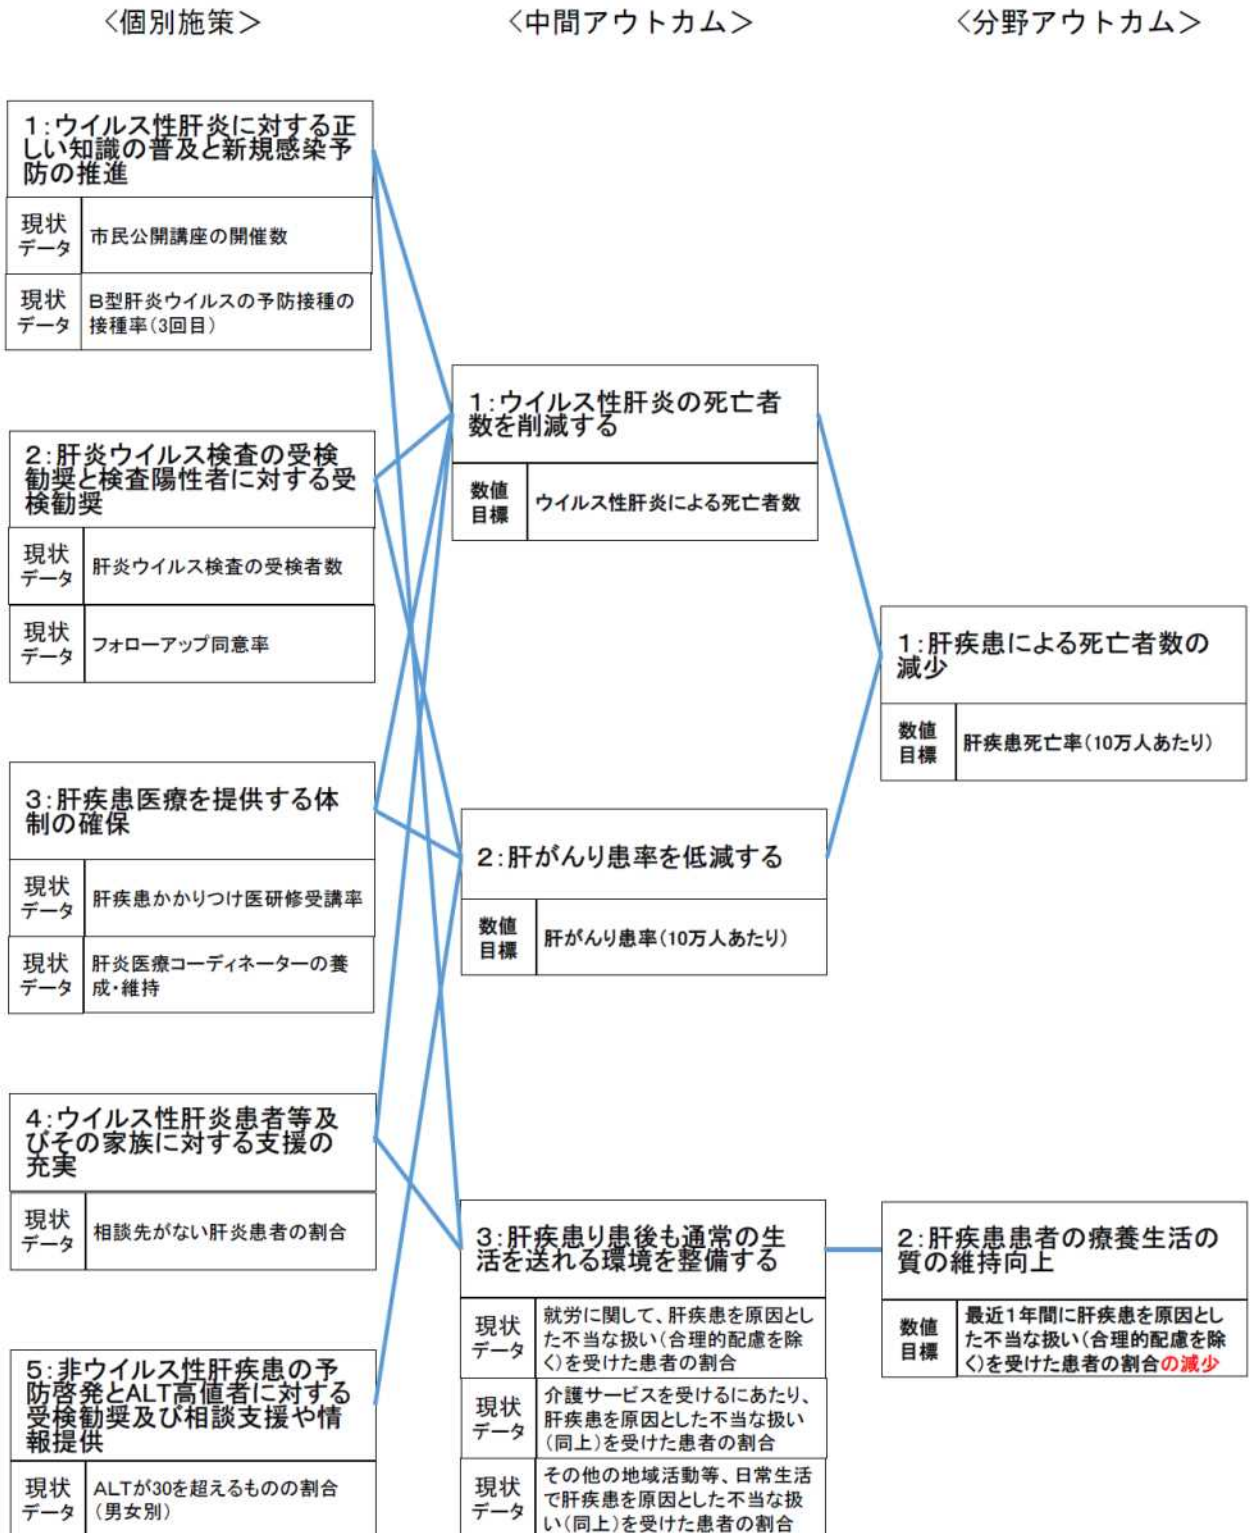 ＜個別施策＞
＜中間アウトカム＞
＜分野アウトカム＞
1：ウイルス性肝炎に対する正
しい知識の普及と新規感染予
防の推進
現状
データ
市民公開講座の開催数
現状
データ
B型肝炎ウイルスの予防接種の
接種率（3回目）
2：肝炎ウイルス検査の受検
勧奨と検査陽性者に対する受
検勧奨
現状
データ
肝炎ウイルス検査の受検者数
現状
データ
フォローアップ同意率
3：肝疾患医療を提供する体
制の確保
現状
データ
肝疾患かかりつけ医研修受講率
現状
データ
肝炎医療コーディネーターの養
成・維持
4：ウイルス性肝炎患者等及
びその家族に対する支援の
充実
現状
データ
相談先がない肝炎患者の割合
5：非ウイルス性肝疾患の予
防啓発とALT高値者に対する
受検勧奨及び相談支援や情
報提供
現状
データ
ALTが30を超えるものの割合
（男女別）
1：ウイルス性肝炎の死亡者
数を削減する
数値
目標
ウイルス性肝炎による死亡者数
2：肝がんり患率を低減する
数値
目標
肝がんり患率（10万人あたり）
3：肝疾患り患後も通常の生
活を送れる環境を整備する
現状
データ
就労に関して、肝疾患を原因とし
た不当な扱い（合理的配慮を除
く）を受けた患者の割合
現状
データ
介護サービスを受けるにあたり、
肝疾患を原因とした不当な扱い
（同上）を受けた患者の割合
現状
データ
その他の地域活動等、日常生活
で肝疾患を原因とした不当な扱
い（同上）を受けた患者の割合
1：肝疾患による死亡者数の
減少
数値
目標
肝疾患死亡率（10万人あたり）
2：肝疾患患者の療養生活の
質の維持向上
数値
目標
最近1年間に肝疾患を原因とし
た不当な扱い（合理的配慮を除
く）を受けた患者の割合の減少